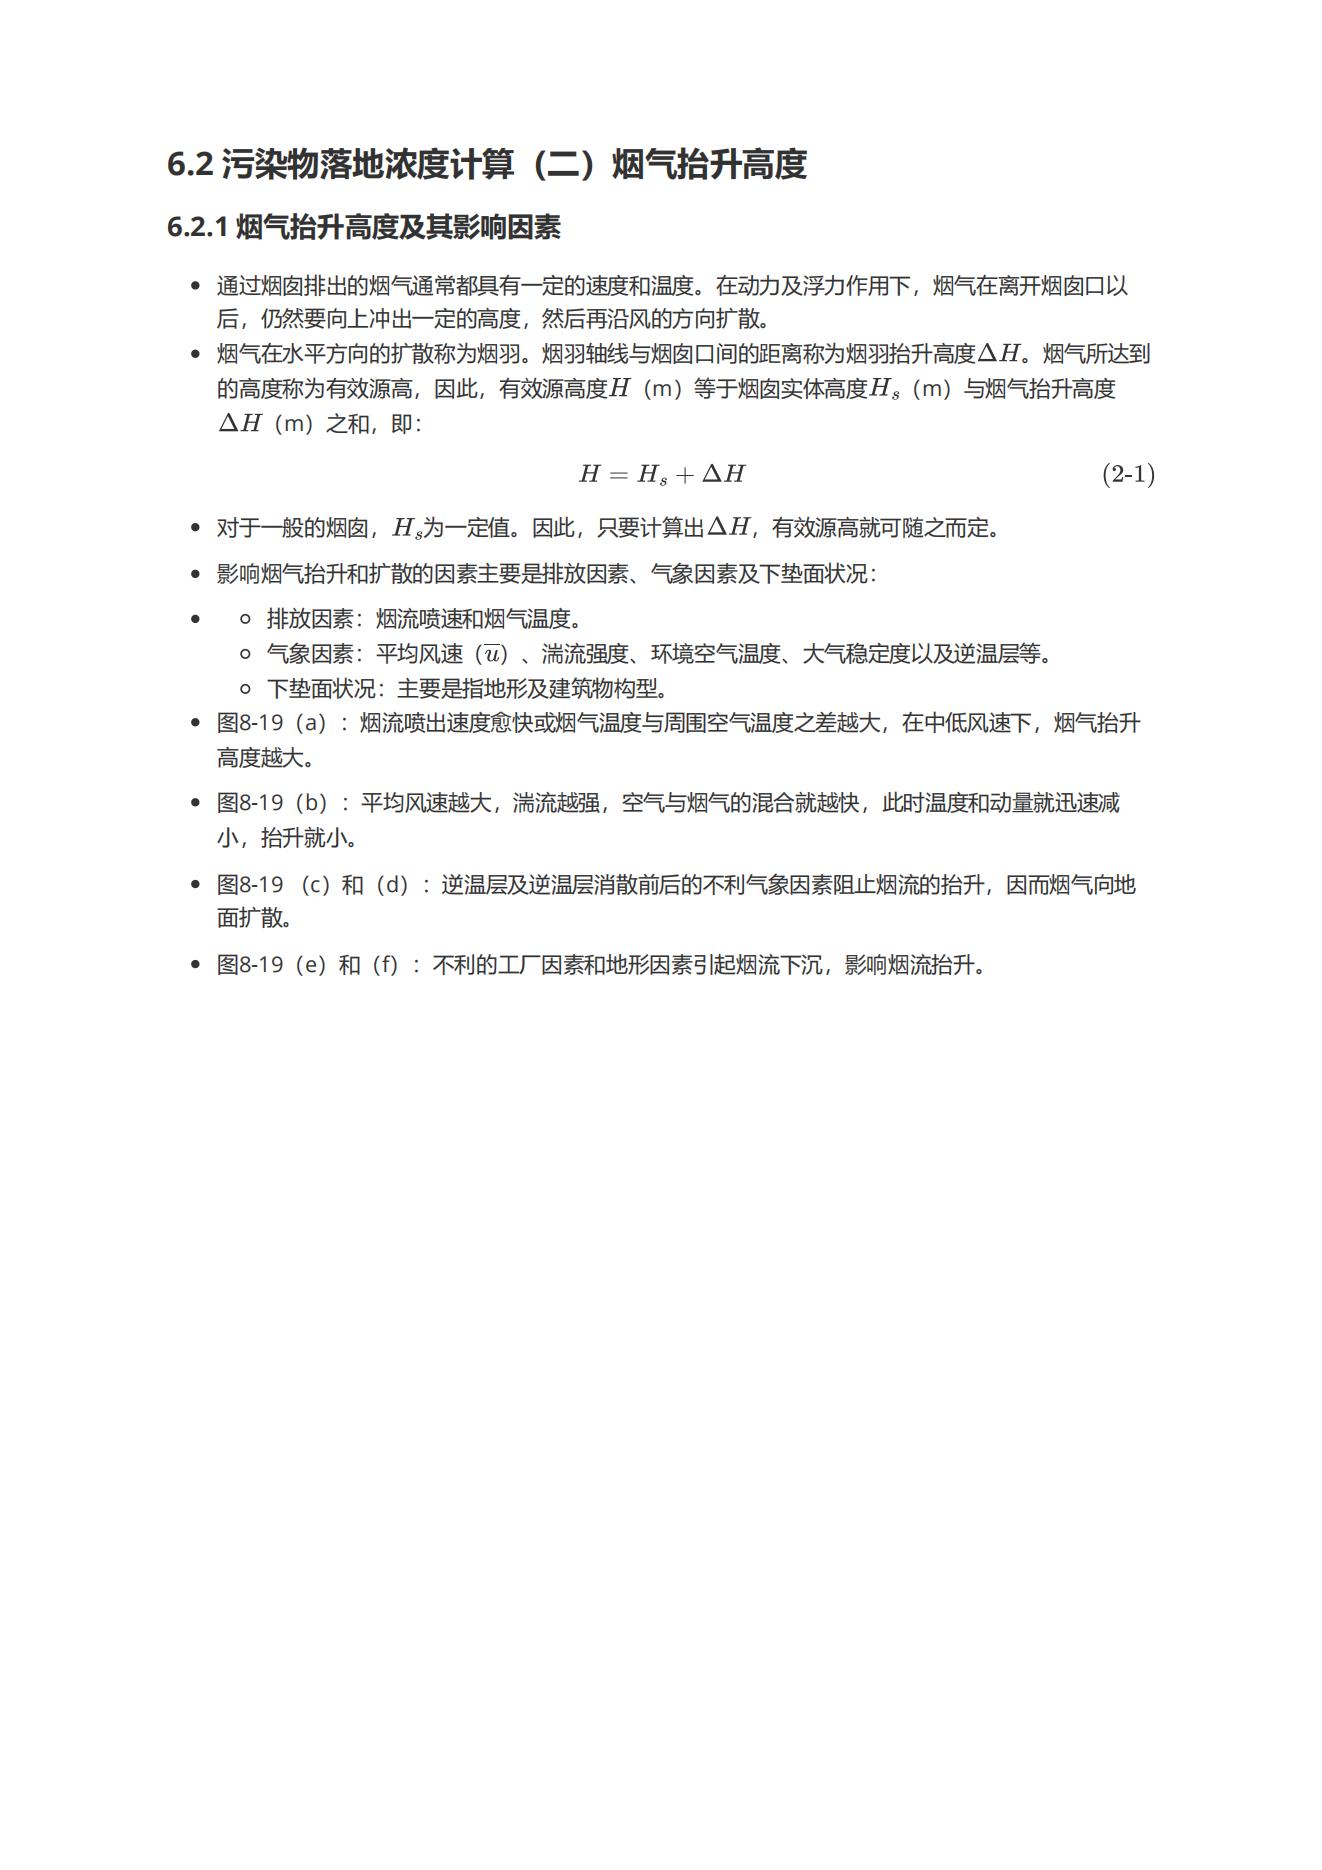 6.2 污染物落地浓度计算（二）烟气抬升高度
6.2.1 烟气抬升高度及其影响因素
• 通过烟囱排出的烟气通常都具有一定的速度和温度。在动力及浮力作用下，烟气在离开烟囱口以
后，仍然要向上冲出一定的高度，然后再沿风的方向扩散。
• 烟气在水平方向的扩散称为烟羽。烟羽轴线与烟囱口间的距离称为烟羽抬升高度ΔH。烟气所达到
的高度称为有效源高，因此，有效源高度H（m）等于烟囱实体高度Hₛ（m）与烟气抬升高度
ΔH（m）之和，即：
H = Hₛ + ΔH (2-1)
• 对于一般的烟囱，Hₛ为一定值。因此，只要计算出ΔH，有效源高就可随之而定。
• 影响烟气抬升和扩散的因素主要是排放因素、气象因素及下垫面状况：
• ○ 排放因素：烟流喷速和烟气温度。
○ 气象因素：平均风速（u̅）、湍流强度、环境空气温度、大气稳定度以及逆温层等。
○ 下垫面状况：主要是指地形及建筑物构型。
• 图8-19（a）：烟流喷出速度愈快或烟气温度与周围空气温度之差越大，在中低风速下，烟气抬升
高度越大。
• 图8-19（b）：平均风速越大，湍流越强，空气与烟气的混合就越快，此时温度和动量就迅速减
小，抬升就小。
• 图8-19 （c）和（d）：逆温层及逆温层消散前后的不利气象因素阻止烟流的抬升，因而烟气向地
面扩散。
• 图8-19（e）和（f）：不利的工厂因素和地形因素引起烟流下沉，影响烟流抬升。